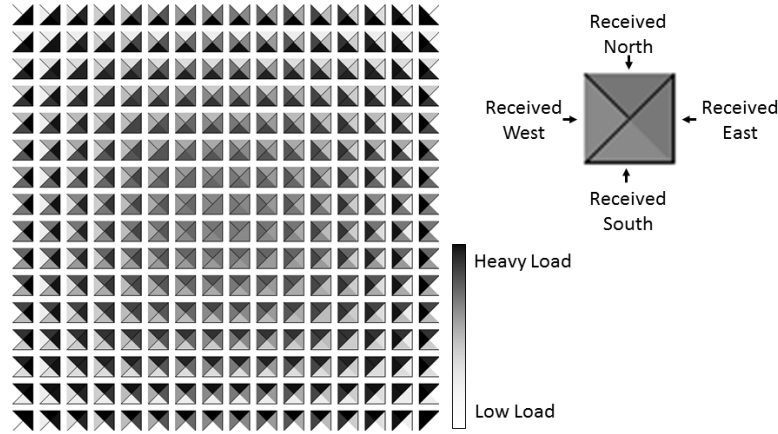 Received
North
Received
West
Received
East
Received
South
Heavy Load
Low Load